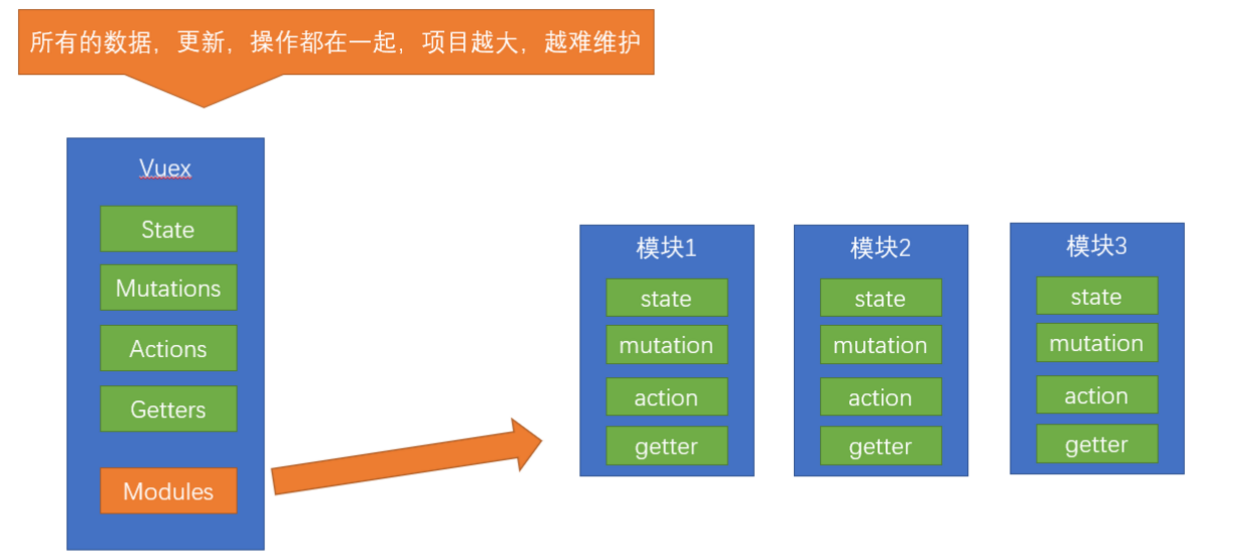 所有的数据，更新，操作都在一起，项目越大，越难维护
Vuex
State
Mutations
Actions
Getters
Modules
模块1
state
mutation
action
getter
模块2
state
mutation
action
getter
模块3
state
mutation
action
getter